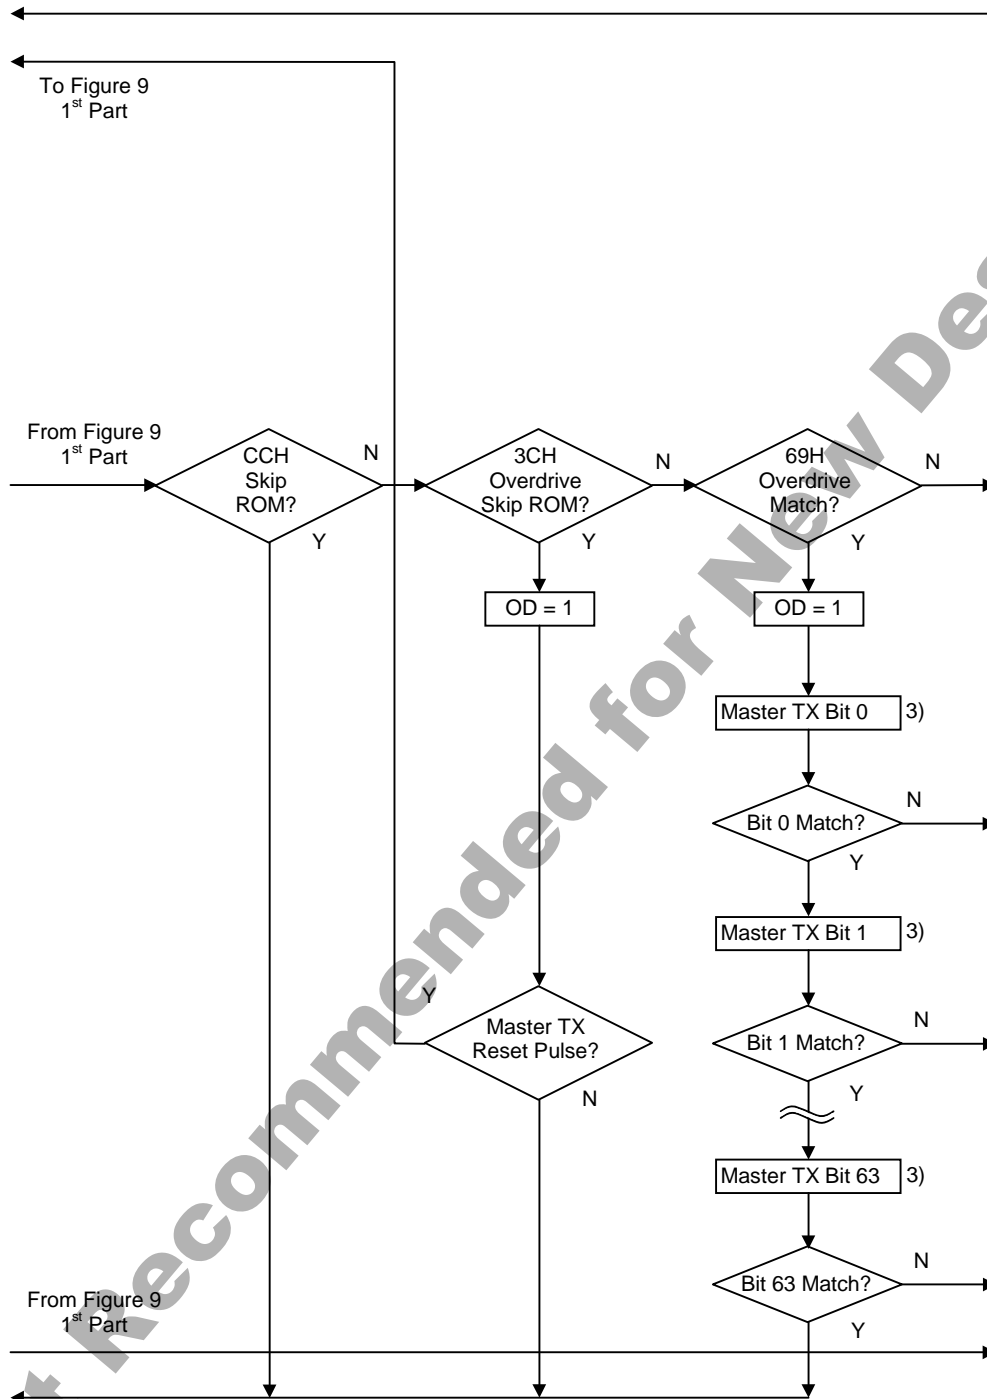 To Figure 9
1st Part
From Figure 9
1st Part
CCH
Skip
ROM?
N
Y
3CH
Overdrive
Skip ROM?
N
Y
69H
Overdrive
Match?
N
Y
OD = 1
OD = 1
Master TX Bit 0
3)
Bit 0 Match?
N
Y
Master TX Bit 1
3)
Y
Master TX
Reset Pulse?
N
Bit 1 Match?
N
Y
Master TX Bit 63
3)
Bit 63 Match?
N
Y
From Figure 9
1st Part
t Recommended for New Des